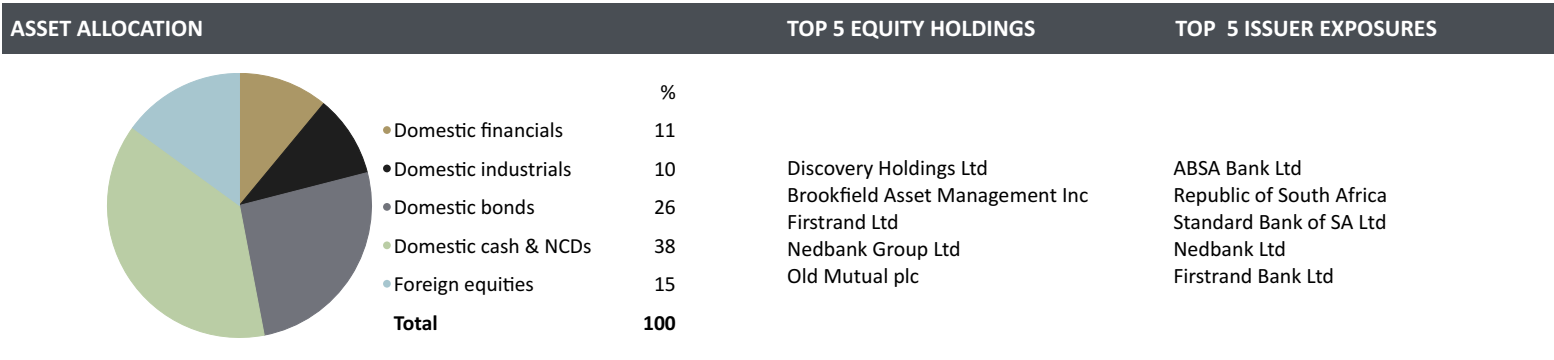 ASSET ALLOCATION
%
Domestic financials 11
Domestic industrials 10
Domestic bonds 26
Domestic cash & NCDs 38
Foreign equities 15
Total 100
TOP 5 EQUITY HOLDINGS
Discovery Holdings Ltd
Brookfield Asset Management Inc
Firstrand Ltd
Nedbank Group Ltd
Old Mutual plc
TOP 5 ISSUER EXPOSURES
ABSA Bank Ltd
Republic of South Africa
Standard Bank of SA Ltd
Nedbank Ltd
Firstrand Bank Ltd